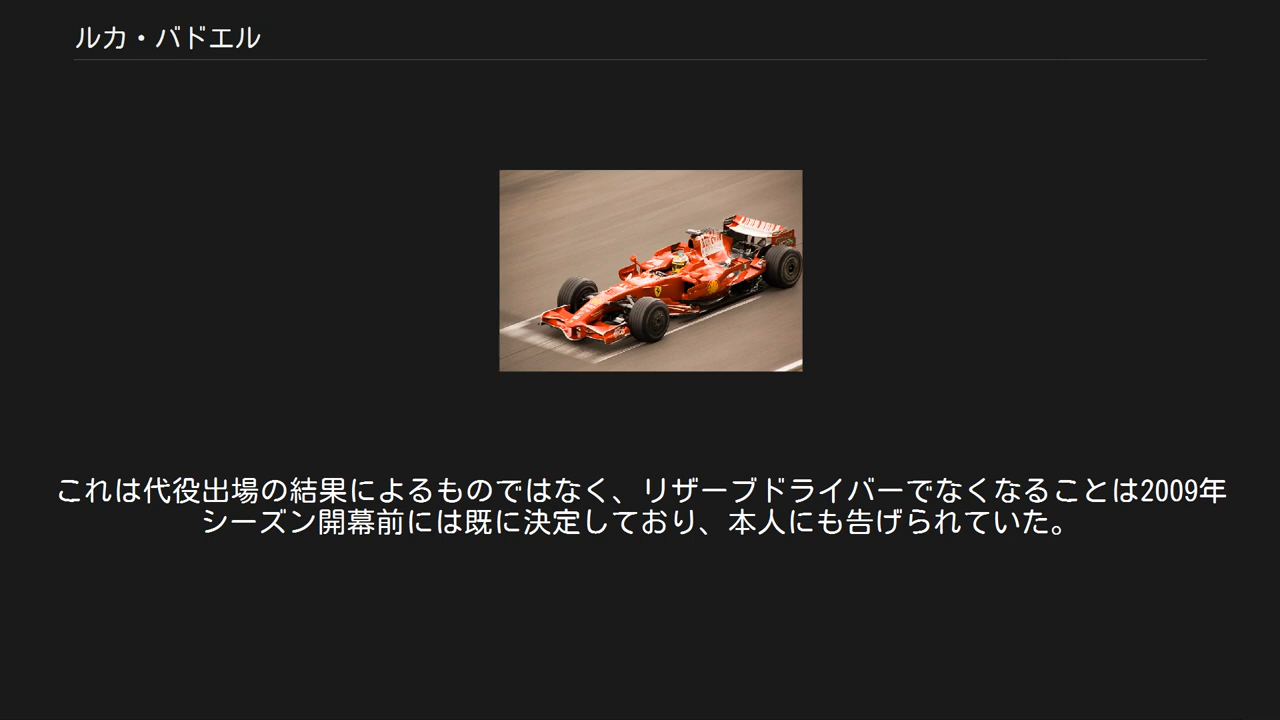 ルカ・バドエル
これは代役出場の結果によるものではなく、リザーブドライバーでなくなることは2009年
シーズン開幕前には既に決定しており、本人にも告げられていた。